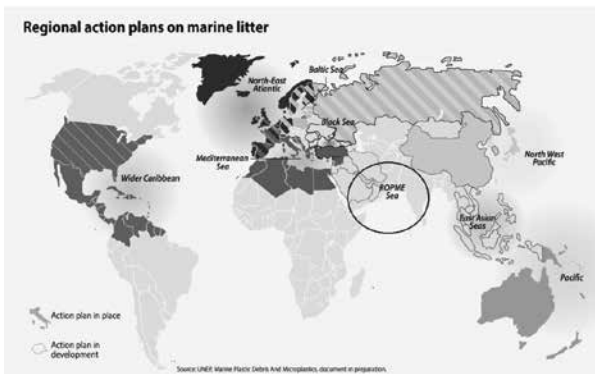 Regional action plans on marine litter
Baltic Sea
North-East
Atlantic
Black Sea
Mediterranean
Sea
North West
Pacific
Wider Caribbean
ROPME
Sea
East Asian
Seas
Pacific
Action plan in place
Action plan in
development
Source: UNEP, Marine Plastic Debris And Microplastics, document in preparation.